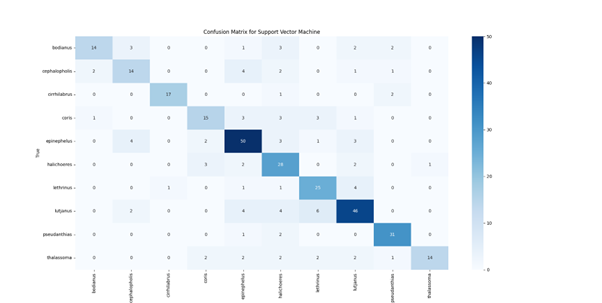 Confusion Matrix for Support Vector Machine
bodianus 14 3 0 0 1 3 0 2 2 0
cephalopholis 14 0 0 4 2 0 1 1 0
cirrhilabrus 0 0 17 0 0 1 0 0 2 0
coris 1 0 0 15 3 3 3 1 0 0
epinephelus 0 4 0 2 50 3 1 3 0 0
halichoeres 0 0 0 3 2 0 2 0 1
lethrinus 0 0 1 0 1 1 23 4 0 0
lutjanus 0 2 0 0 4 4 6 46 0 0
pseudanthias 0 0 0 0 1 2 0 0 31 0
thalassoma 0 0 0 2 2 2 2 2 1 14
True
bodianus
cephalopholis
cirrhilabrus
coris
epinephelus
halichoeres
lethrinus
lutjanus
pseudanthias
thalassoma
50
40
30
20
10
0